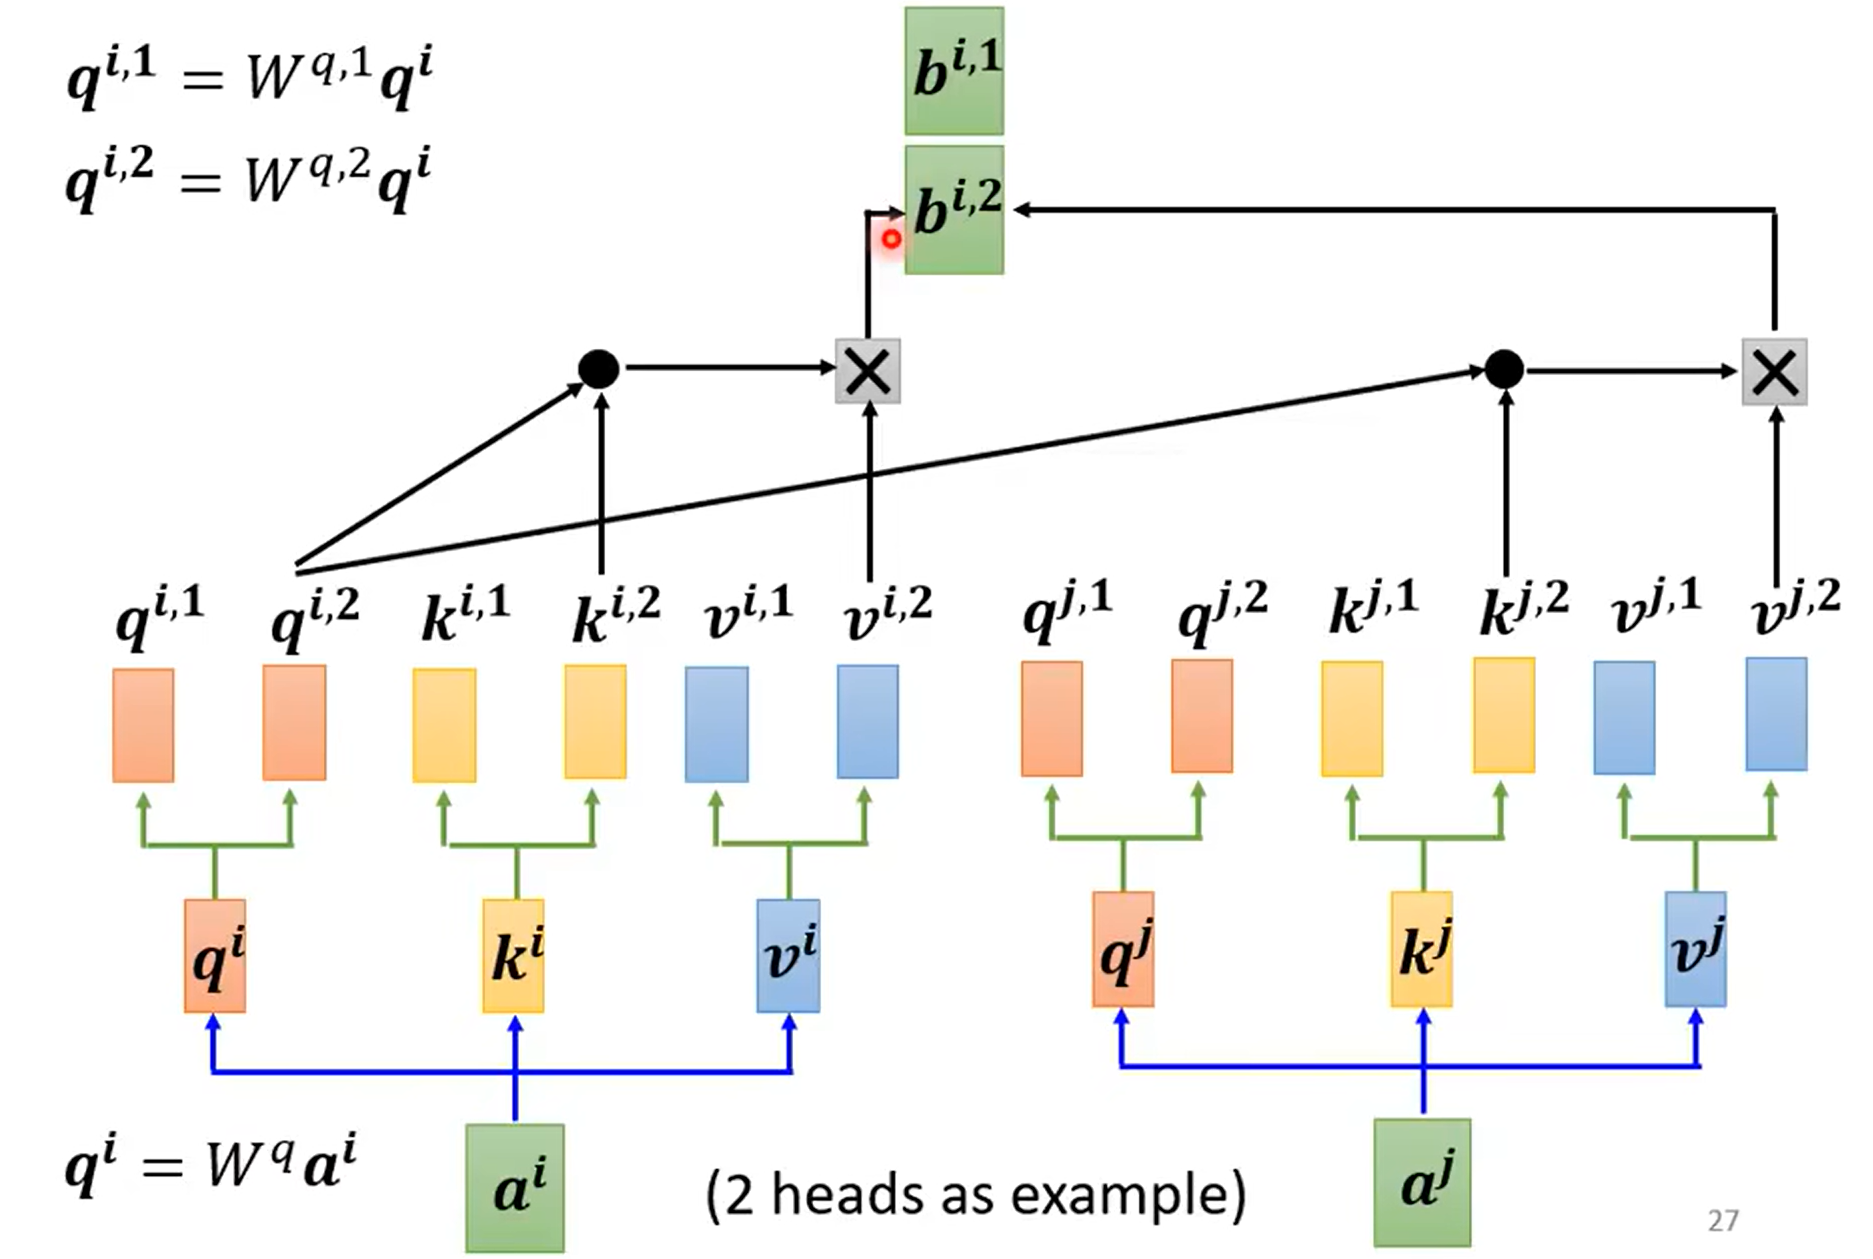 q^{i,1} = W^{q,1} q^i
q^{i,2} = W^{q,2} q^i
b^{i,1}
b^{i,2}
q^{i,1} q^{i,2} k^{i,1} k^{i,2} v^{i,1} v^{i,2} q^{j,1} q^{j,2} k^{j,1} k^{j,2} v^{j,1} v^{j,2}
q^i k^i v^i q^j k^j v^j
q^i = W^q a^i
a^i
(2 heads as example)
a^j
27